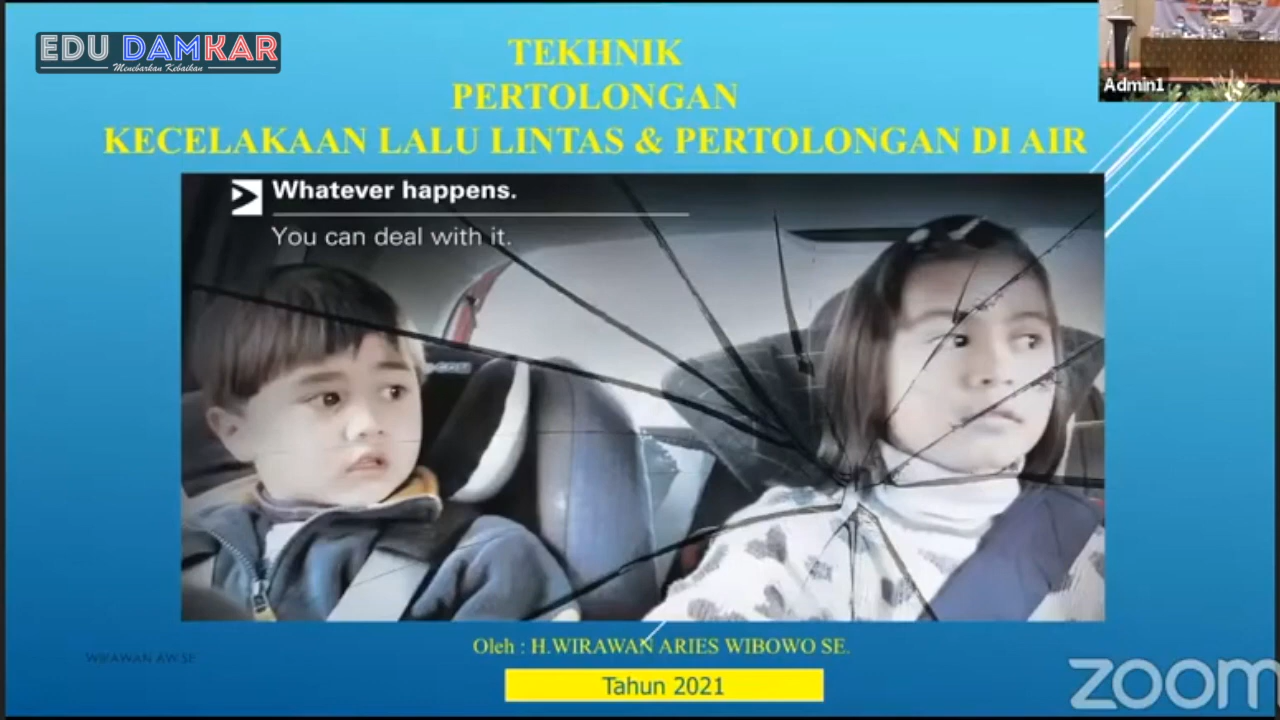 EDU DAMKAR
Menebarkan Kebaikan
Admin1
TEKHNIK
PERTOLONGAN
KECELAKAAN LALU LINTAS & PERTOLONGAN DI AIR
Whatever happens.
You can deal with it.
Oleh : H.WIRAWAN ARIES WIBOWO SE.
WIRAWAN AW.SE
Tahun 2021
zoom